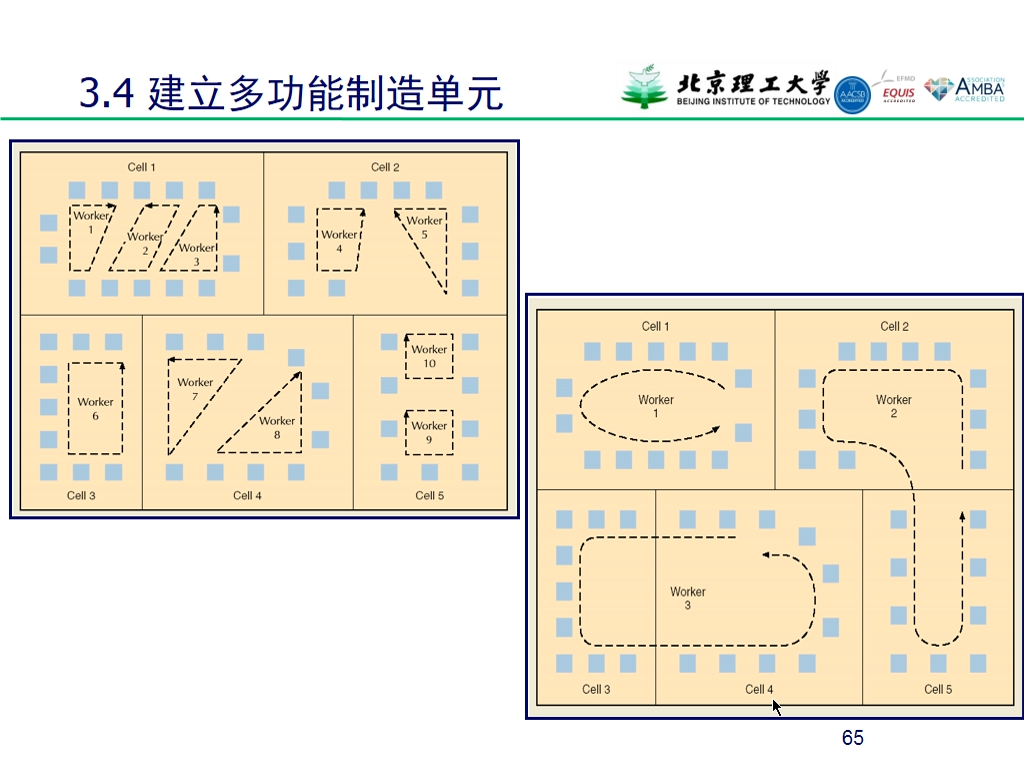 3.4 建立多功能制造单元
北京理工大学
BEIJING INSTITUTE OF TECHNOLOGY
AACSB
ACCREDITED
EFMD
EQUIS
ACCREDITED
ASSOCIATION
AMBA
ACCREDITED
Cell 1
Cell 2
Worker
1
Worker
2
Worker
3
Worker
4
Worker
5
Worker
6
Worker
7
Worker
8
Worker
10
Worker
9
Cell 3
Cell 4
Cell 5
Cell 1
Cell 2
Worker
1
Worker
2
Worker
3
Cell 3
Cell 4
Cell 5
65